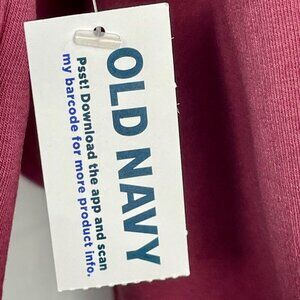 OLD NAVY
Psst! Download the app and scan
my barcode for more product info.